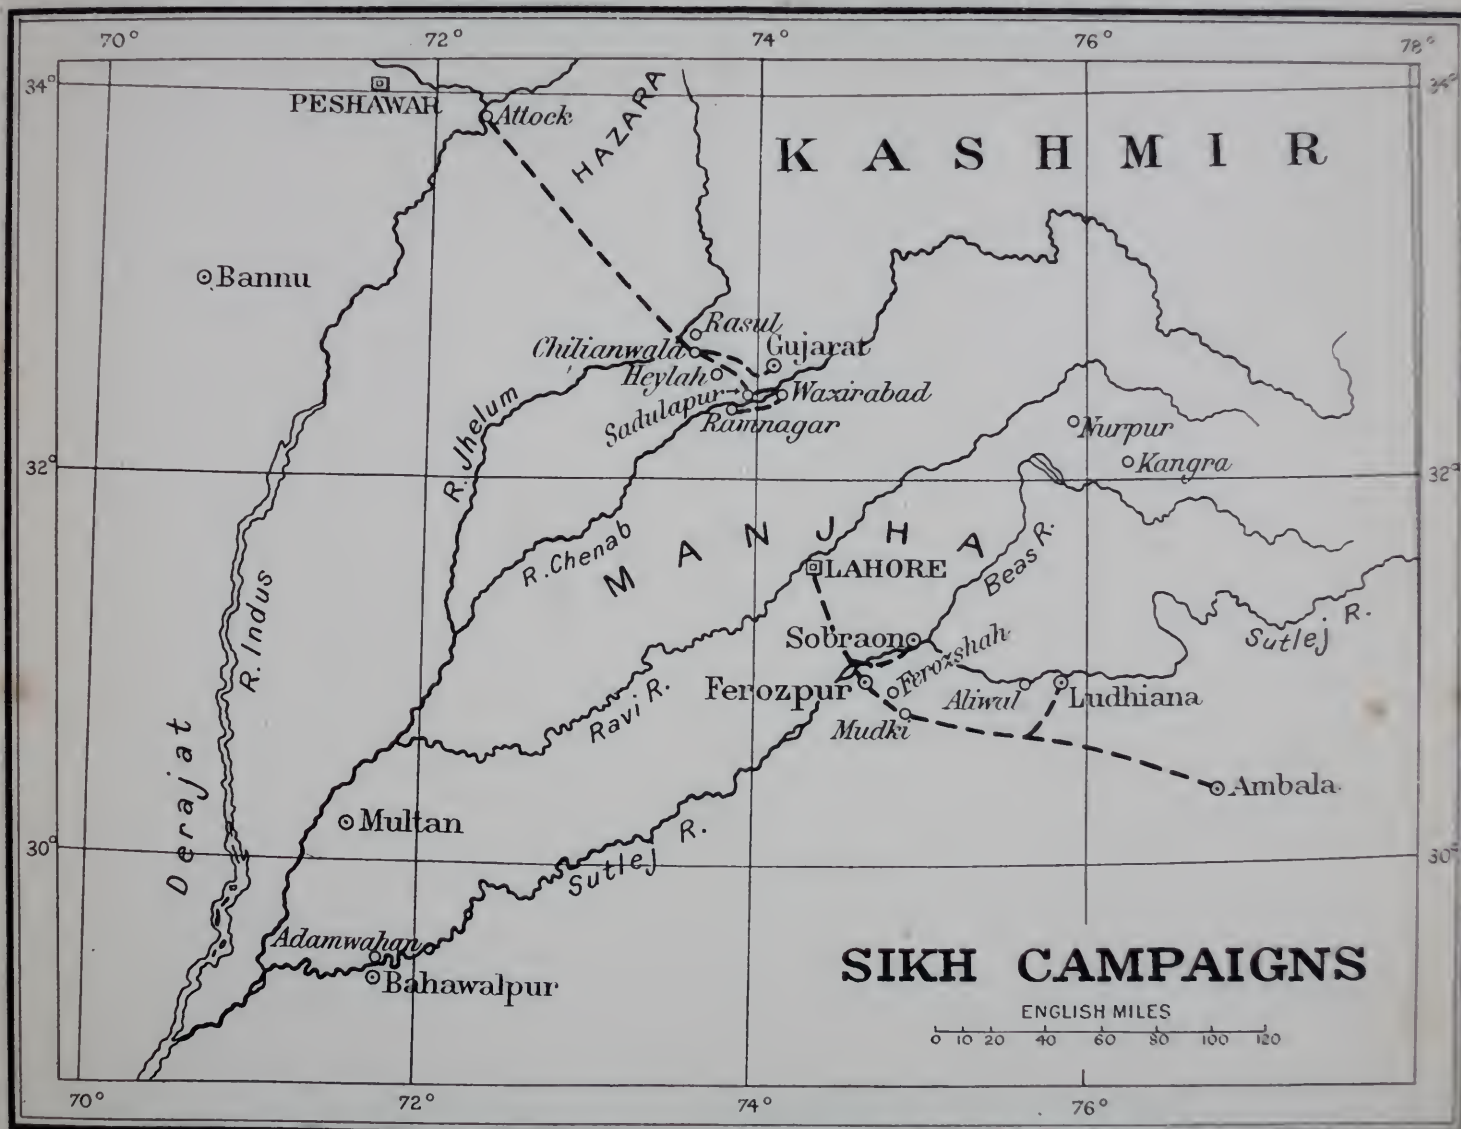 70° 72° 74° 76° 78°
34° 34°
PESHAWAR
Attock
HAZARA
KASHMIR
Bannu
Rasul
Chilianwala
Gujarat
Heylah
Sadulapur
Waxirabad
Ramnagar
R. Jhelum
Nurpur
Kangra
32° 32°
R. Chenab
MANJHA
LAHORE
Beas R.
R. Indus
Sobraon
Ferozshah
Sutlej R.
Ferozpur
Aliwal
Ludhiana
Ravi R.
Mudki
Derajat
Ambala
Multan
30° 30°
Sutlej R.
Adamwahan
Bahawalpur
SIKH CAMPAIGNS
ENGLISH MILES
0 10 20 40 60 80 100 120
70° 72° 74° 76°